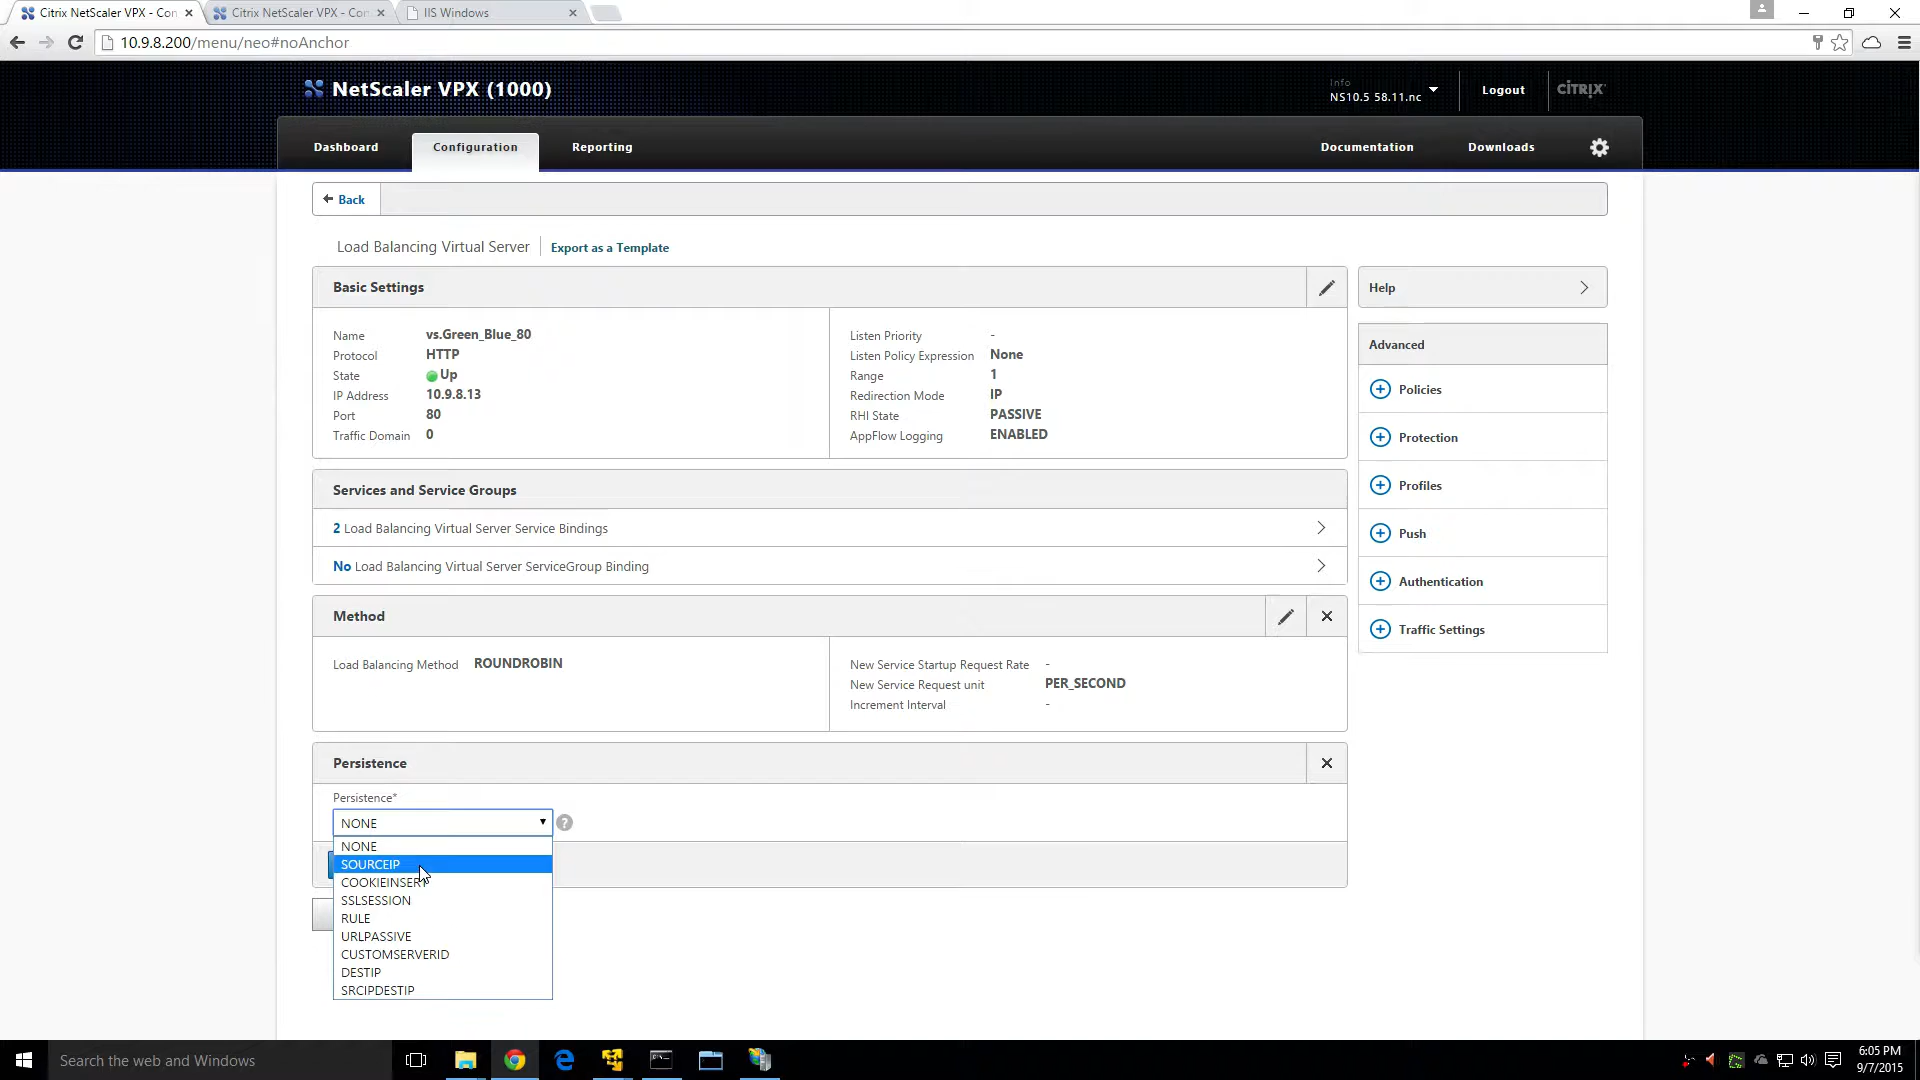 Citrix NetScaler VPX - Con
Citrix NetScaler VPX - Con
IIS Windows
10.9.8.200/menu/neo#noAnchor
NetScaler VPX (1000)
Info
NS10.5 58.11.nc
Logout
CITRIX
Dashboard
Configuration
Reporting
Documentation
Downloads
Back
Load Balancing Virtual Server
Export as a Template
Basic Settings
Name vs.Green_Blue_80
Protocol HTTP
State Up
IP Address 10.9.8.13
Port 80
Traffic Domain 0
Listen Priority -
Listen Policy Expression None
Range 1
Redirection Mode IP
RHI State PASSIVE
AppFlow Logging ENABLED
Services and Service Groups
2 Load Balancing Virtual Server Service Bindings
No Load Balancing Virtual Server ServiceGroup Binding
Method
Load Balancing Method ROUNDROBIN
New Service Startup Request Rate -
New Service Request unit PER_SECOND
Increment Interval -
Persistence
Persistence*
NONE
?
NONE
SOURCEIP
COOKIEINSERT
SSLSESSION
RULE
URLPASSIVE
CUSTOMSERVERID
DESTIP
SRCIPDESTIP
Help
Advanced
Policies
Protection
Profiles
Push
Authentication
Traffic Settings
Search the web and Windows
6:05 PM
9/7/2015